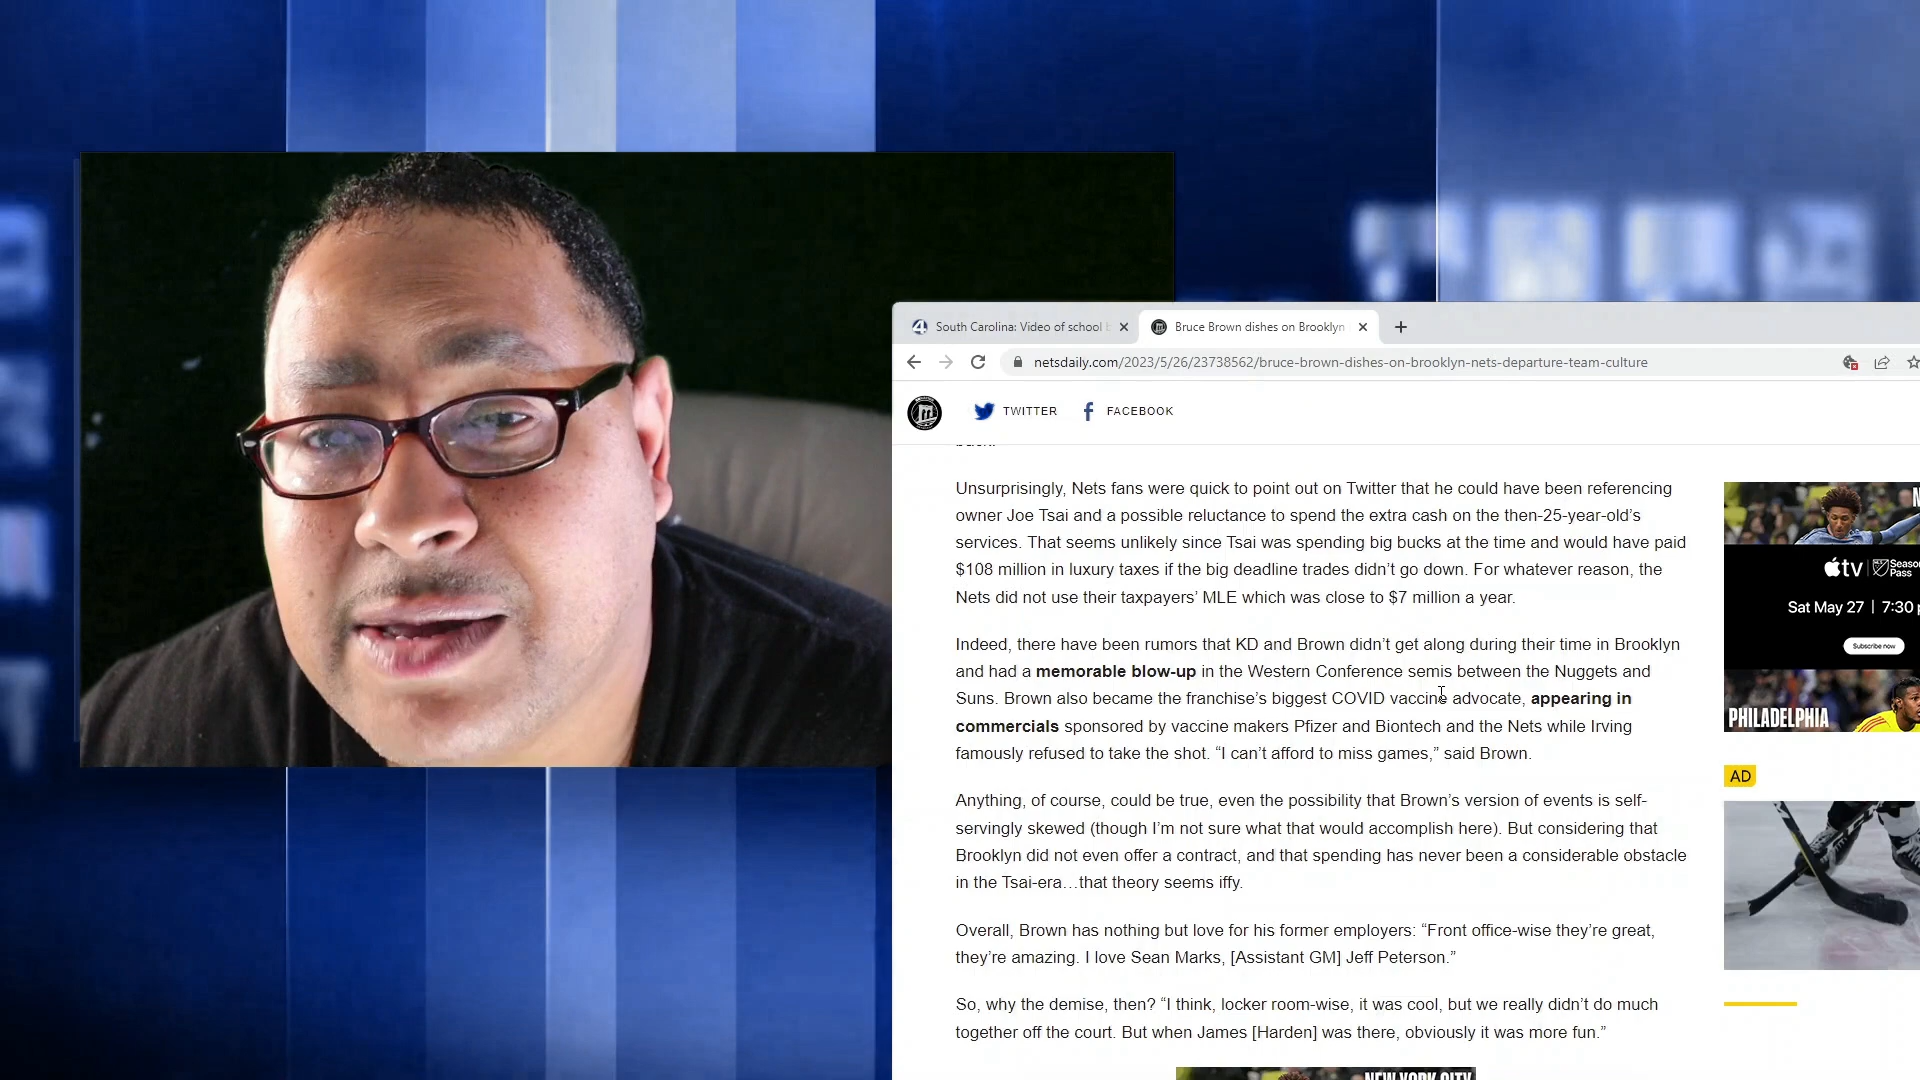 South Carolina: Video of school b
Bruce Brown dishes on Brooklyn
netsdaily.com/2023/5/26/23738562/bruce-brown-dishes-on-brooklyn-nets-departure-team-culture
TWITTER
FACEBOOK
Unsurprisingly, Nets fans were quick to point out on Twitter that he could have been referencing
owner Joe Tsai and a possible reluctance to spend the extra cash on the then-25-year-old’s
services. That seems unlikely since Tsai was spending big bucks at the time and would have paid
$108 million in luxury taxes if the big deadline trades didn’t go down. For whatever reason, the
Nets did not use their taxpayers’ MLE which was close to $7 million a year.
Indeed, there have been rumors that KD and Brown didn’t get along during their time in Brooklyn
and had a memorable blow-up in the Western Conference semis between the Nuggets and
Suns. Brown also became the franchise’s biggest COVID vaccine advocate, appearing in
commercials sponsored by vaccine makers Pfizer and Biontech and the Nets while Irving
famously refused to take the shot. “I can’t afford to miss games,” said Brown.
Anything, of course, could be true, even the possibility that Brown’s version of events is self-
servingly skewed (though I’m not sure what that would accomplish here). But considering that
Brooklyn did not even offer a contract, and that spending has never been a considerable obstacle
in the Tsai-era…that theory seems iffy.
Overall, Brown has nothing but love for his former employers: “Front office-wise they’re great,
they’re amazing. I love Sean Marks, [Assistant GM] Jeff Peterson.”
So, why the demise, then? “I think, locker room-wise, it was cool, but we really didn’t do much
together off the court. But when James [Harden] was there, obviously it was more fun.”
tv
MLS
Season
Pass
Sat May 27 | 7:30 p
Subscribe now
PHILADELPHIA
AD
NEW YORK CITY